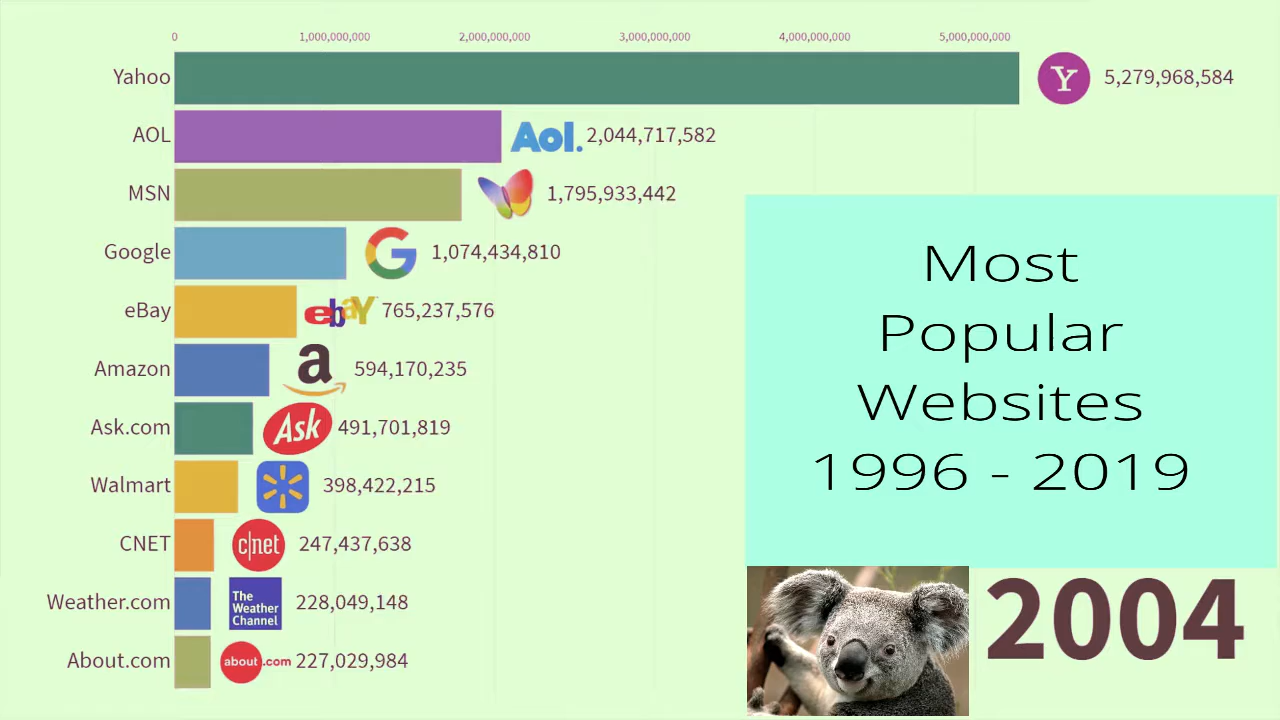 0 1,000,000,000 2,000,000,000 3,000,000,000 4,000,000,000 5,000,000,000
Yahoo Y 5,279,968,584
AOL Aol. 2,044,717,582
MSN 1,795,933,442
Google G 1,074,434,810
eBay ebaY 765,237,576
Amazon a 594,170,235
Ask.com Ask 491,701,819
Walmart 398,422,215
CNET c|net 247,437,638
Weather.com The Weather Channel 228,049,148
About.com about.com 227,029,984
Most
Popular
Websites
1996 - 2019
2004